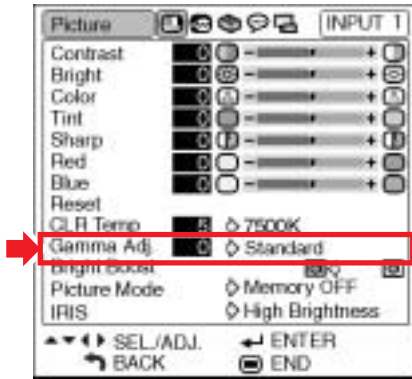 Picture INPUT 1
Contrast 0 - +
Bright 0 - +
Color 0 - +
Tint 0 - +
Sharp 0 - +
Red 0 - +
Blue 0 - +
Reset
CLR Temp 5 7500K
Gamma Adj. 0 Standard
Bright Boost
Picture Mode Memory OFF
IRIS High Brightness
SEL./ADJ. ENTER
BACK END